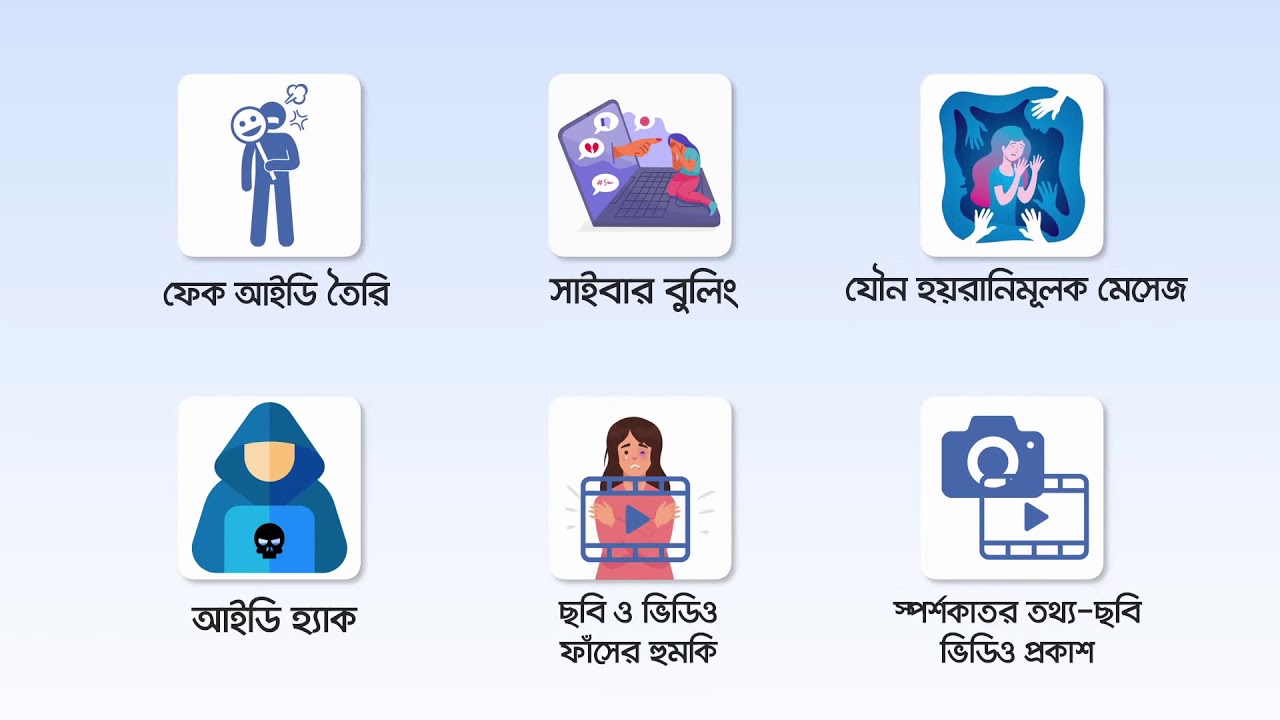 ফেক আইডি তৈরি
সাইবার বুলিং
যৌন হয়রানিমূলক মেসেজ
আইডি হ্যাক
ছবি ও ভিডিও
ফাঁসের হুমকি
স্পর্শকাতর তথ্য-ছবি
ভিডিও প্রকাশ